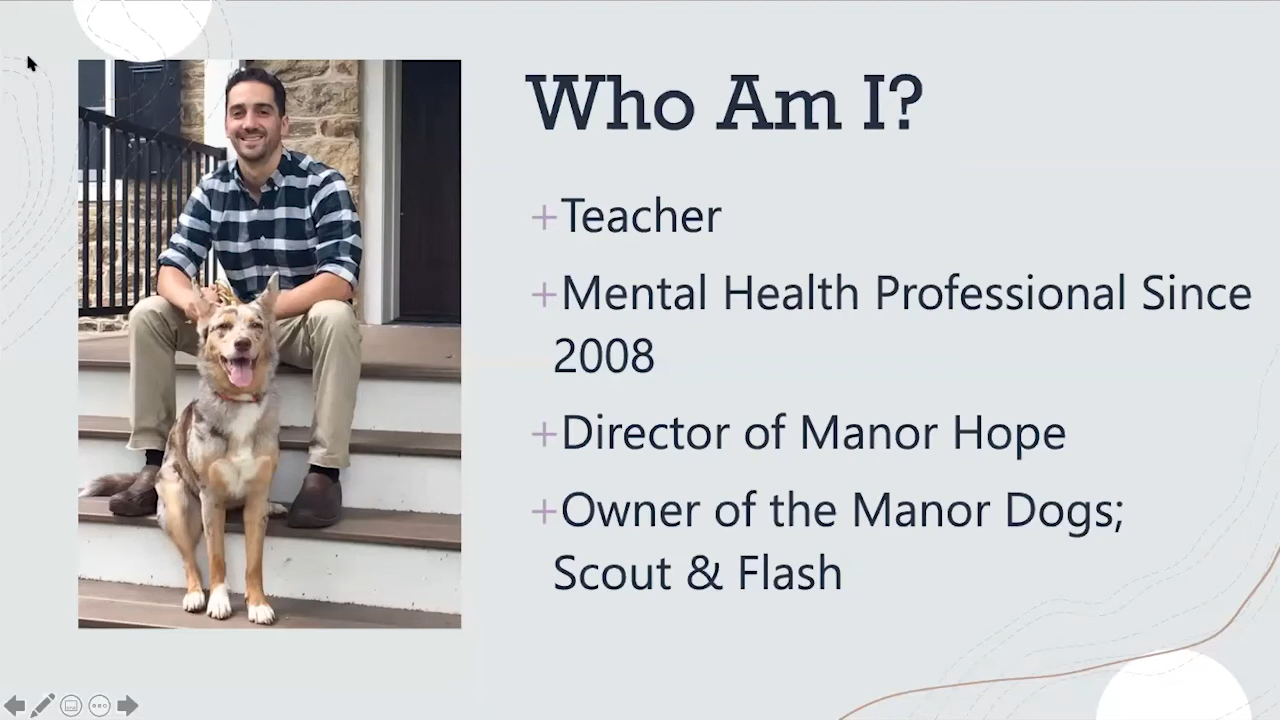 Who Am I?
+Teacher
+Mental Health Professional Since
2008
+Director of Manor Hope
+Owner of the Manor Dogs;
Scout & Flash